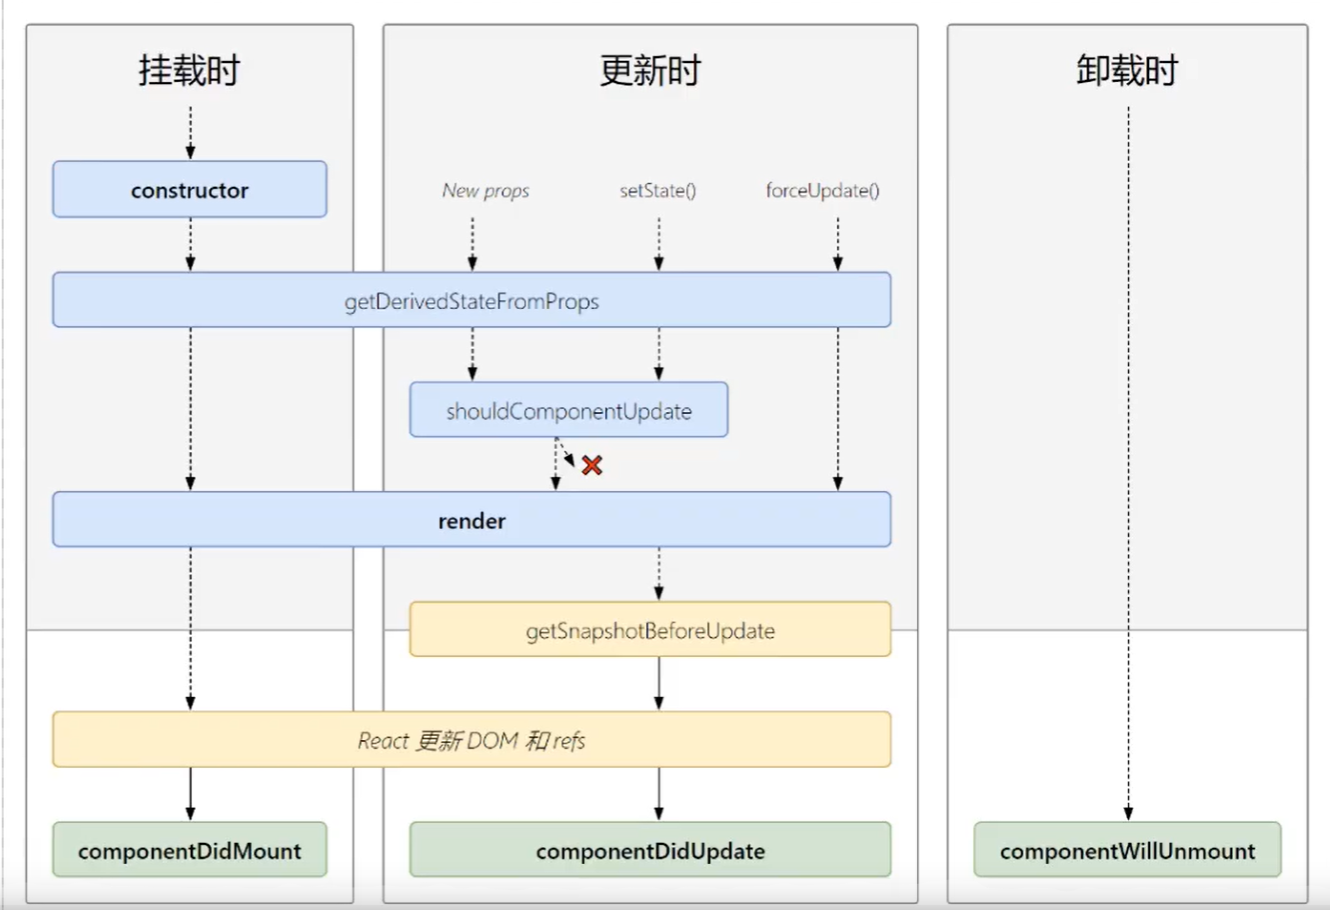 挂载时
更新时
卸载时
constructor
New props
setState()
forceUpdate()
getDerivedStateFromProps
shouldComponentUpdate
render
getSnapshotBeforeUpdate
React 更新 DOM 和 refs
componentDidMount
componentDidUpdate
componentWillUnmount